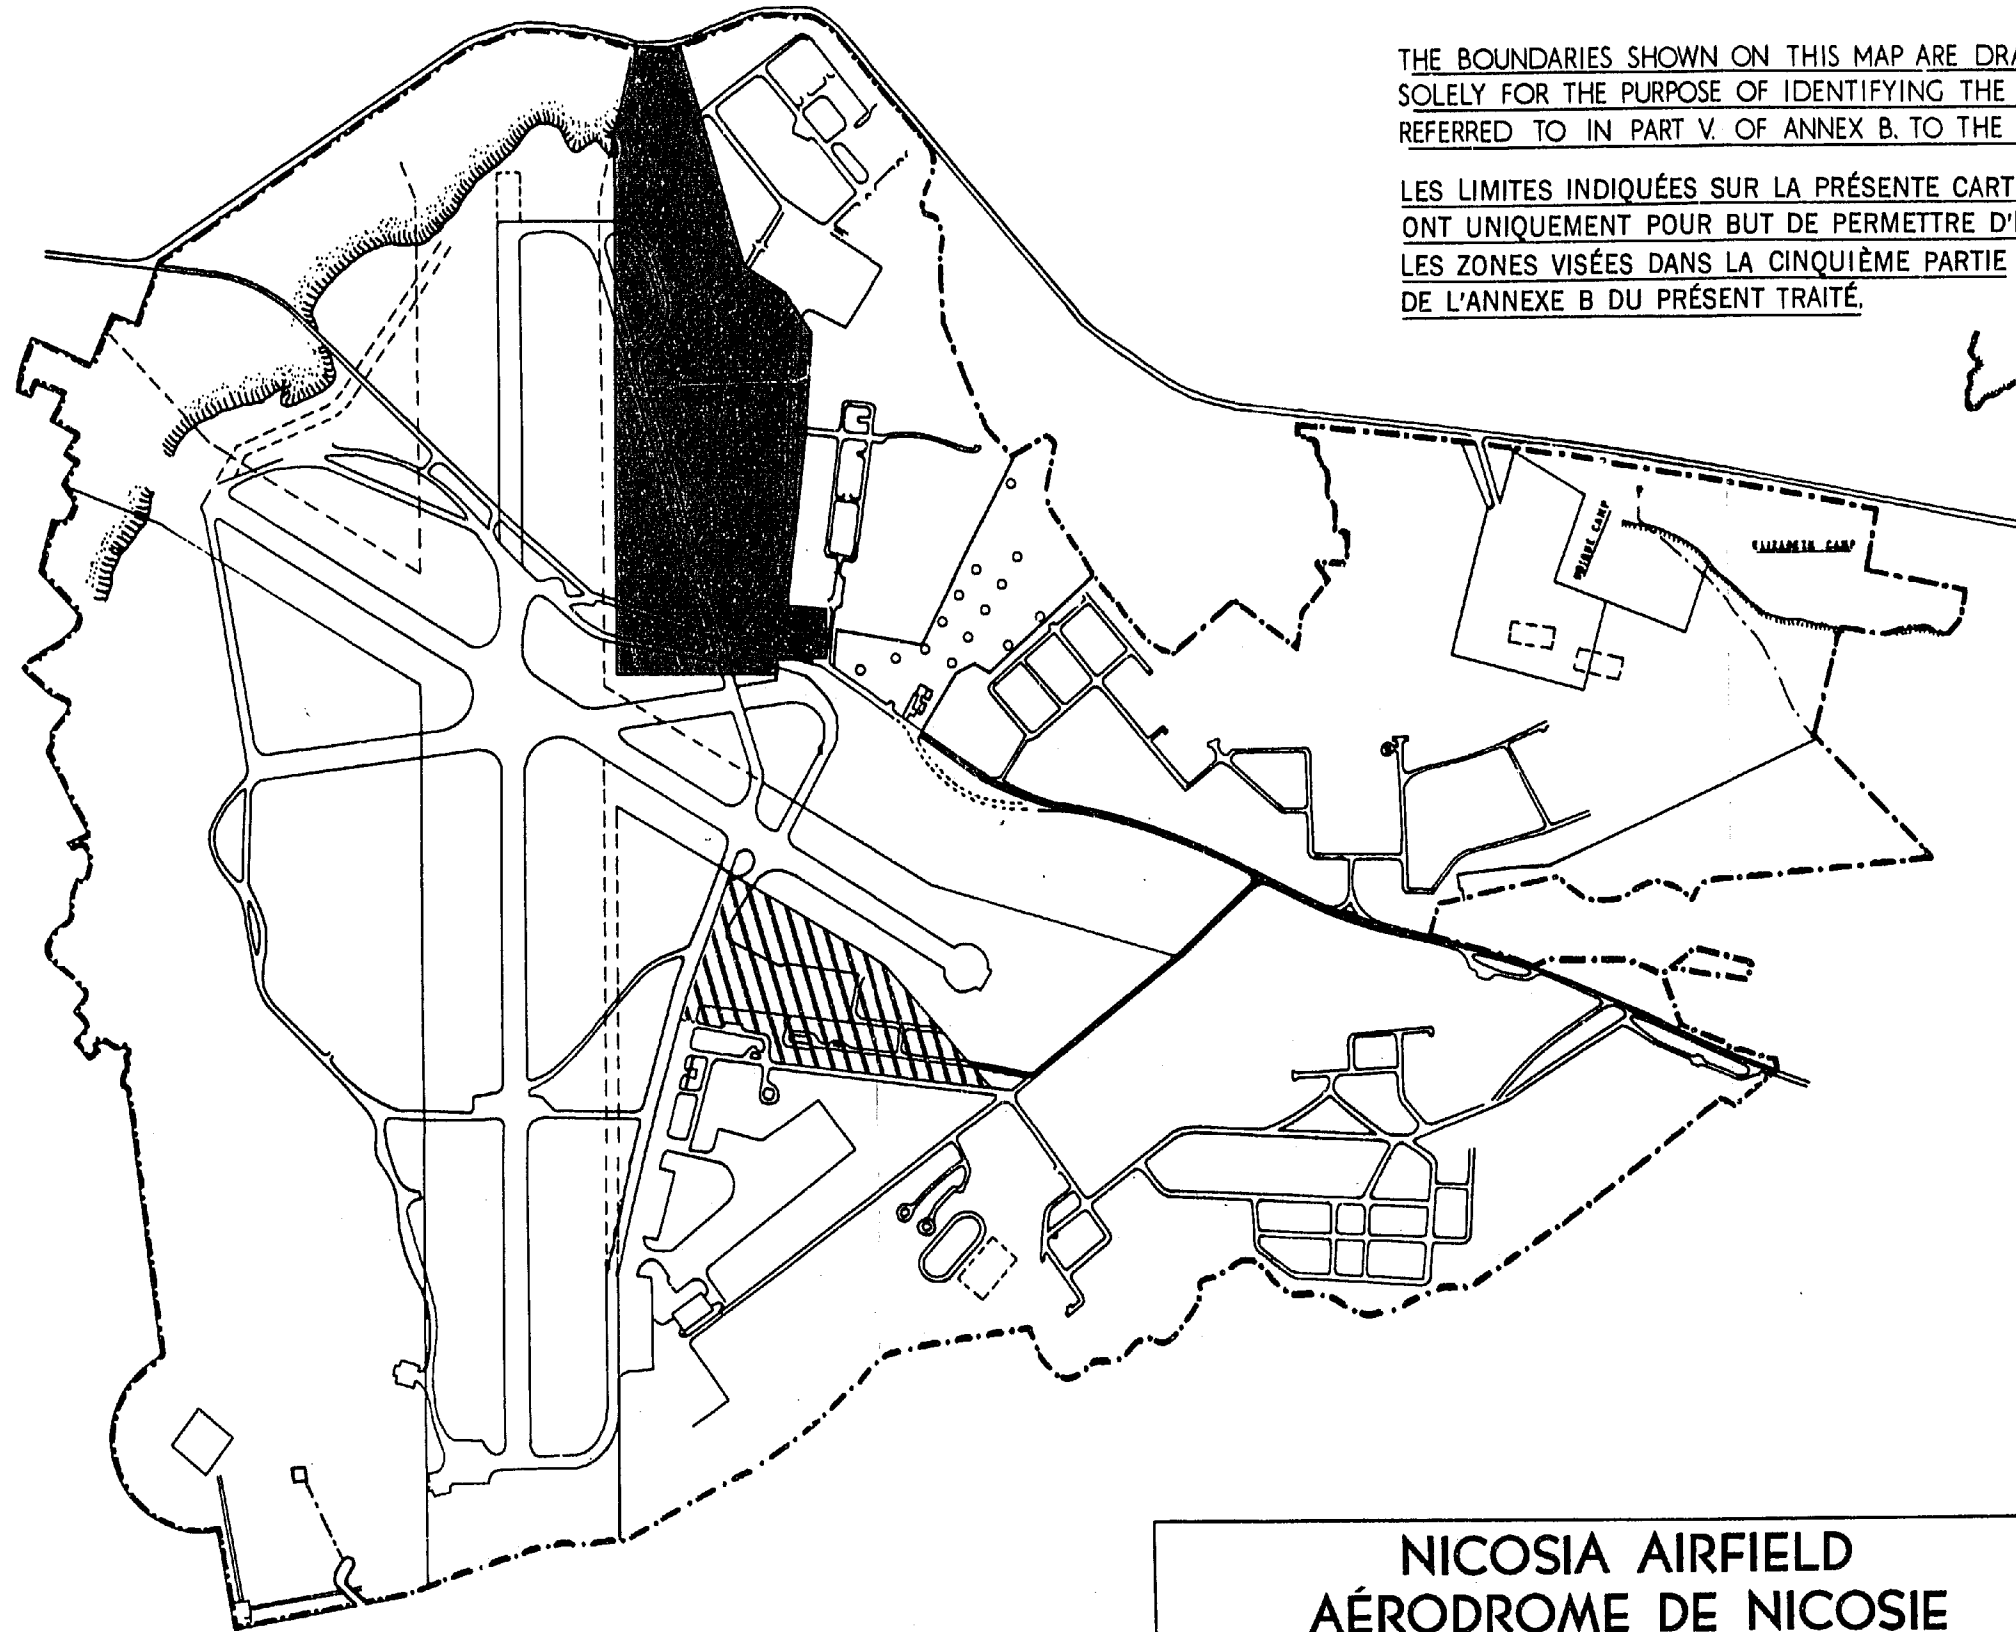 THE BOUNDARIES SHOWN ON THIS MAP ARE
SOLELY FOR THE PURPOSE OF IDENTIFYING THE
REFERRED TO IN PART V. OF ANNEX B. TO THE
LES LIMITES INDIQUÉES SUR LA PRÉSENTE
ONT UNIQUEMENT POUR BUT DE PERMETTRE
LES ZONES VISÉES DANS LA CINQUIÈME PARTIE
DE L'ANNEXE B DU PRÉSENT TRAITÉ.
CAMP
ELIZABETH CAMP
NICOSIA AIRFIELD
AÉRODROME DE NICOSIE